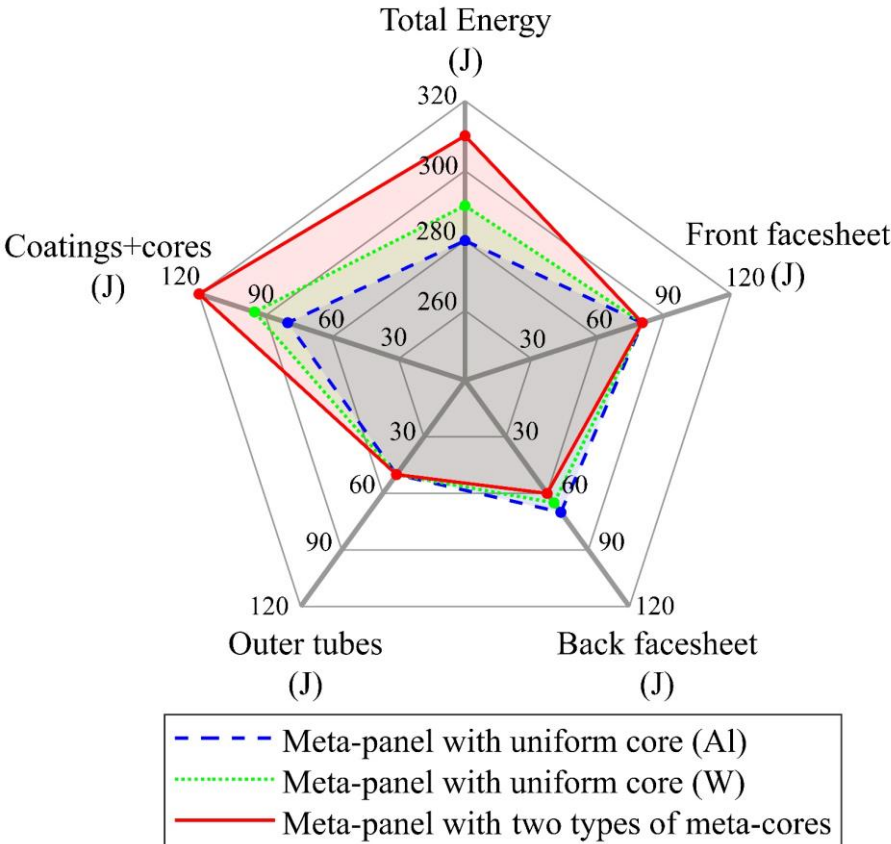 Total Energy
(J)
320
300
280
260
Front facesheet
(J)
120
90
60
30
Coatings+cores
(J)
120
90
60
30
30
60
90
120
Outer tubes
(J)
30
60
90
120
Back facesheet
(J)
Meta-panel with uniform core (Al)
Meta-panel with uniform core (W)
Meta-panel with two types of meta-cores